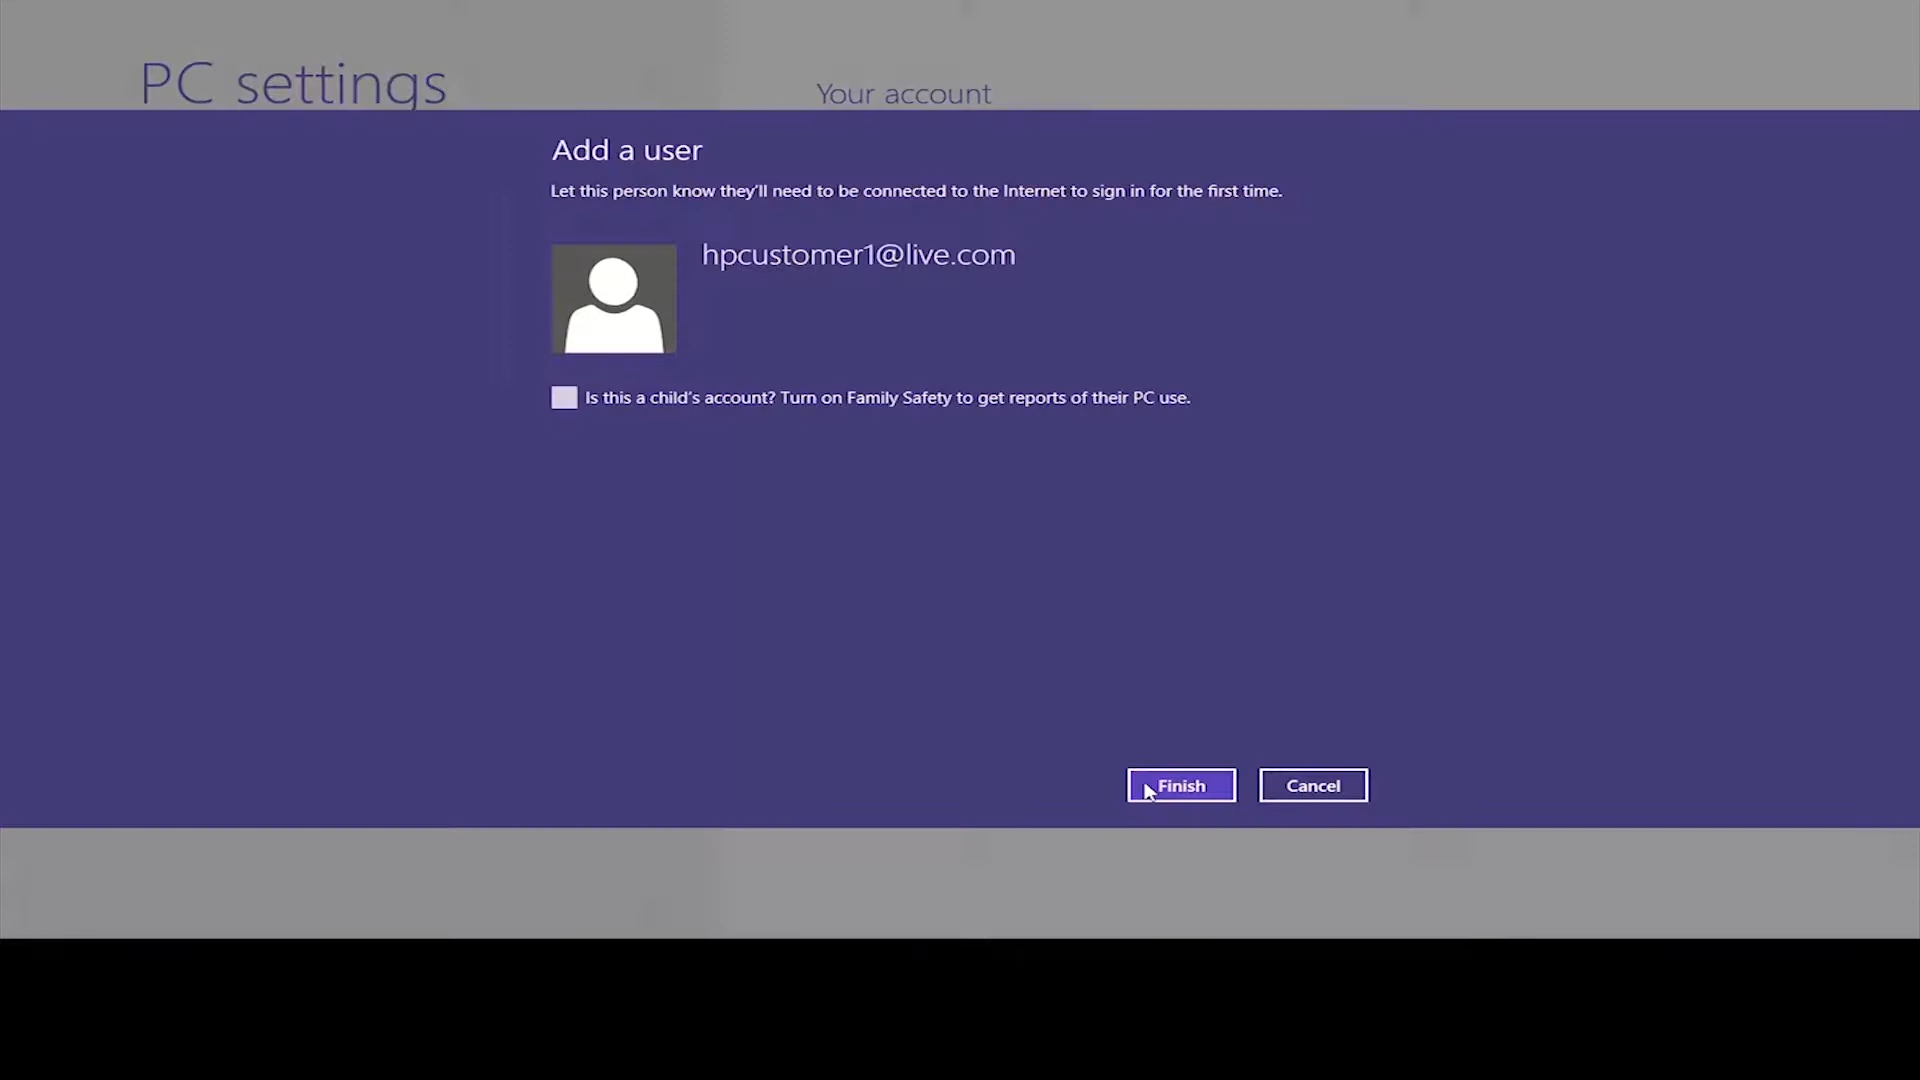 PC settings
Your account
Add a user
Let this person know they'll need to be connected to the Internet to sign in for the first time.
hpcustomer1@live.com
Is this a child's account? Turn on Family Safety to get reports of their PC use.
Finish
Cancel